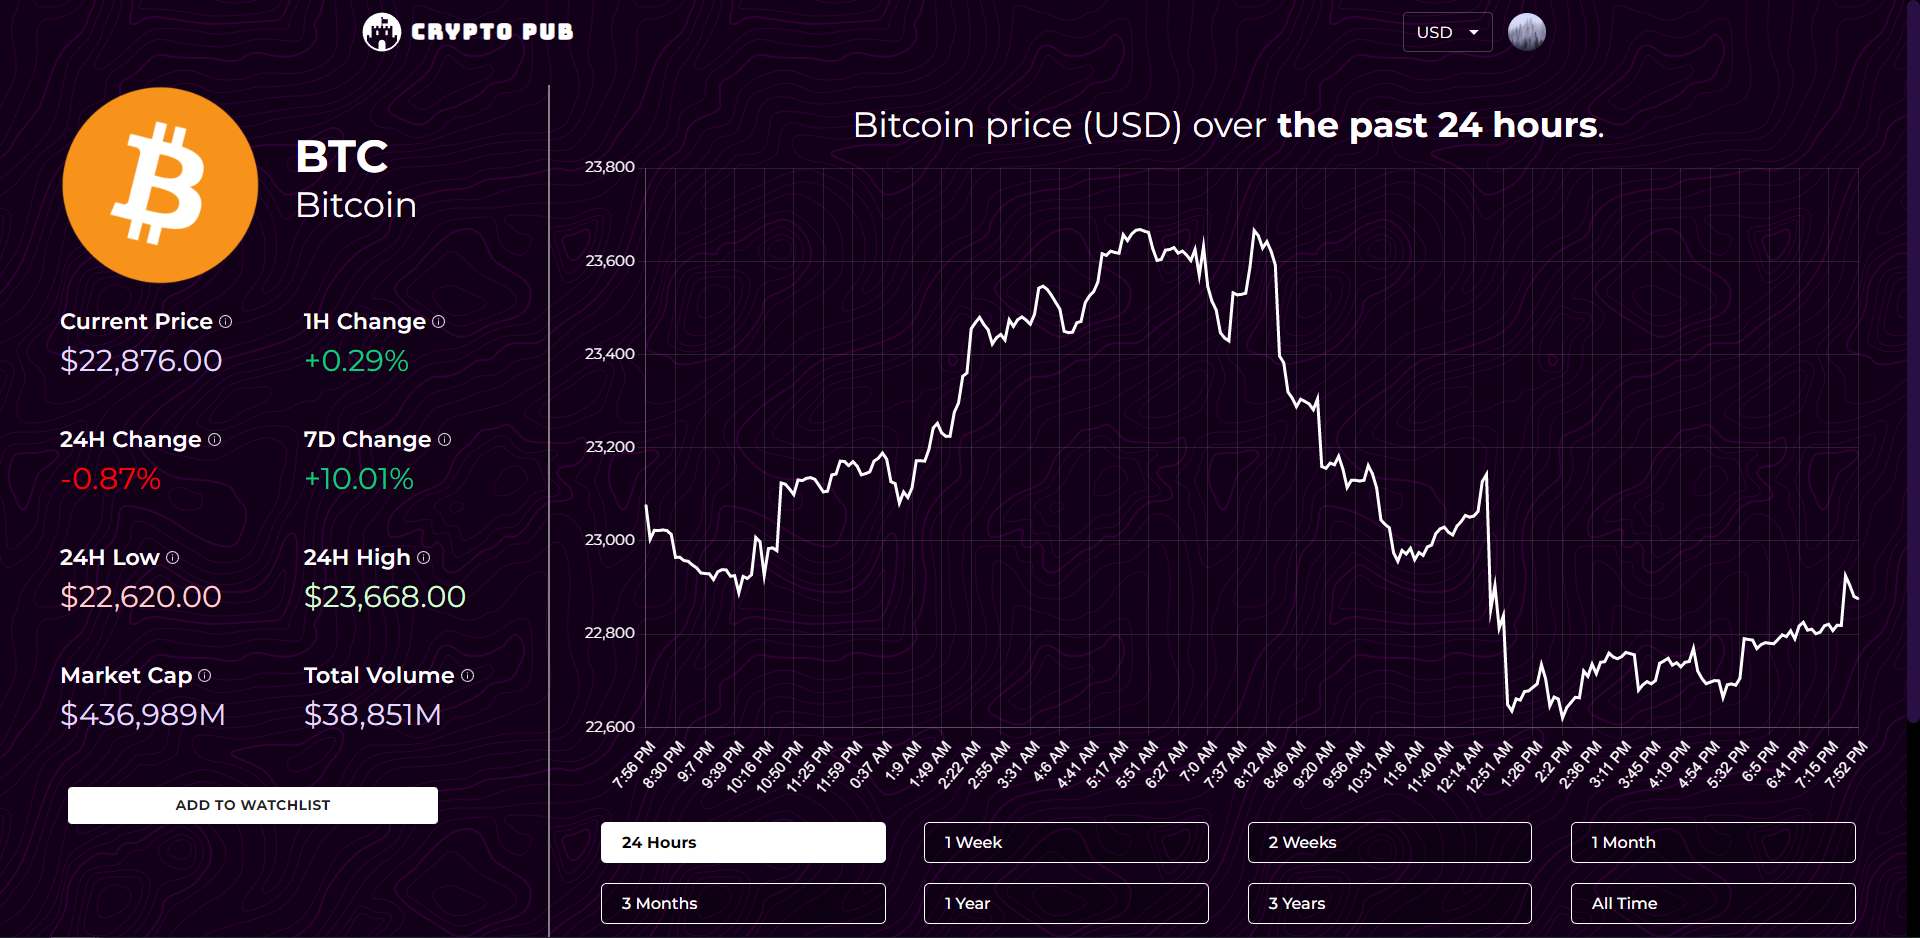 CRYPTO PUB
USD
BTC
Bitcoin
Current Price
$22,876.00
1H Change
+0.29%
24H Change
-0.87%
7D Change
+10.01%
24H Low
$22,620.00
24H High
$23,668.00
Market Cap
$436,989M
Total Volume
$38,851M
ADD TO WATCHLIST
Bitcoin price (USD) over the past 24 hours.
23,800
23,600
23,400
23,200
23,000
22,800
22,600
7:56 PM
8:30 PM
9:7 PM
9:39 PM
10:16 PM
10:50 PM
11:25 PM
11:59 PM
0:37 AM
1:9 AM
1:49 AM
2:22 AM
2:55 AM
3:31 AM
4:6 AM
4:41 AM
5:17 AM
5:51 AM
6:27 AM
7:0 AM
7:37 AM
8:12 AM
8:46 AM
9:20 AM
9:56 AM
10:31 AM
11:6 AM
11:40 AM
12:14 AM
12:51 AM
1:26 PM
2:2 PM
2:36 PM
3:11 PM
3:45 PM
4:19 PM
4:54 PM
5:32 PM
6:5 PM
6:41 PM
7:15 PM
7:52 PM
24 Hours
1 Week
2 Weeks
1 Month
3 Months
1 Year
3 Years
All Time